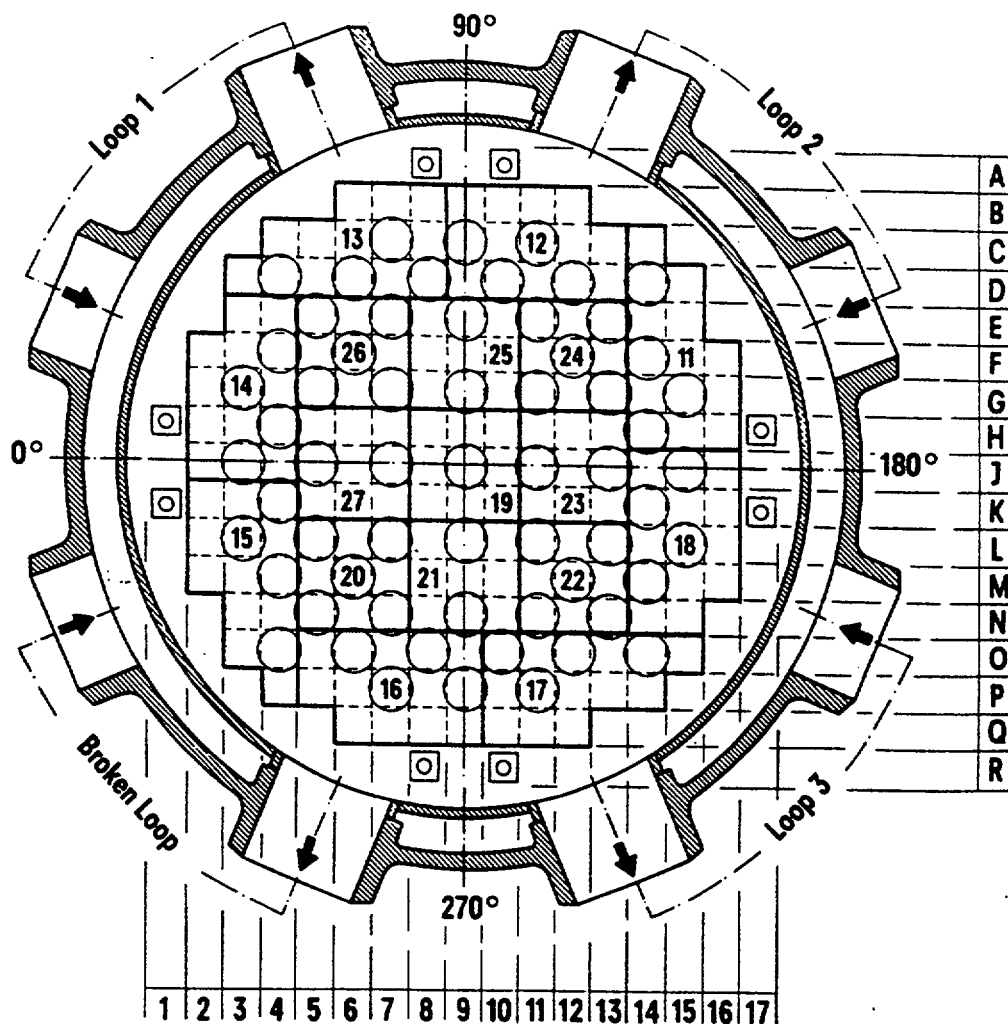 90°
Loop 1
Loop 2
A
B
C
D
E
F
G
H
J
K
L
M
N
O
P
Q
R
13
12
26
25
24
11
14
0°
180°
27
19
23
15
18
20
21
22
16
17
Broken Loop
Loop 3
270°
1 2 3 4 5 6 7 8 9 10 11 12 13 14 15 16 17